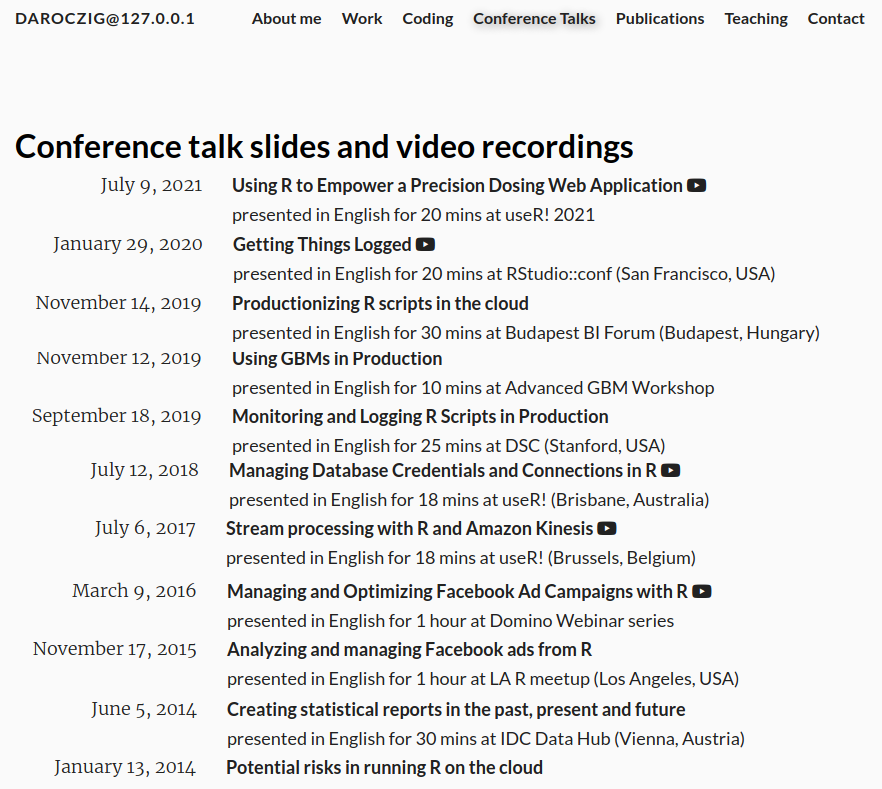 DAROCZIG@127.0.0.1 About me Work Coding Conference Talks Publications Teaching Contact
Conference talk slides and video recordings
July 9, 2021 Using R to Empower a Precision Dosing Web Application
presented in English for 20 mins at useR! 2021
January 29, 2020 Getting Things Logged
presented in English for 20 mins at RStudio::conf (San Francisco, USA)
November 14, 2019 Productionizing R scripts in the cloud
presented in English for 30 mins at Budapest BI Forum (Budapest, Hungary)
November 12, 2019 Using GBMs in Production
presented in English for 10 mins at Advanced GBM Workshop
September 18, 2019 Monitoring and Logging R Scripts in Production
presented in English for 25 mins at DSC (Stanford, USA)
July 12, 2018 Managing Database Credentials and Connections in R
presented in English for 18 mins at useR! (Brisbane, Australia)
July 6, 2017 Stream processing with R and Amazon Kinesis
presented in English for 18 mins at useR! (Brussels, Belgium)
March 9, 2016 Managing and Optimizing Facebook Ad Campaigns with R
presented in English for 1 hour at Domino Webinar series
November 17, 2015 Analyzing and managing Facebook ads from R
presented in English for 1 hour at LA R meetup (Los Angeles, USA)
June 5, 2014 Creating statistical reports in the past, present and future
presented in English for 30 mins at IDC Data Hub (Vienna, Austria)
January 13, 2014 Potential risks in running R on the cloud